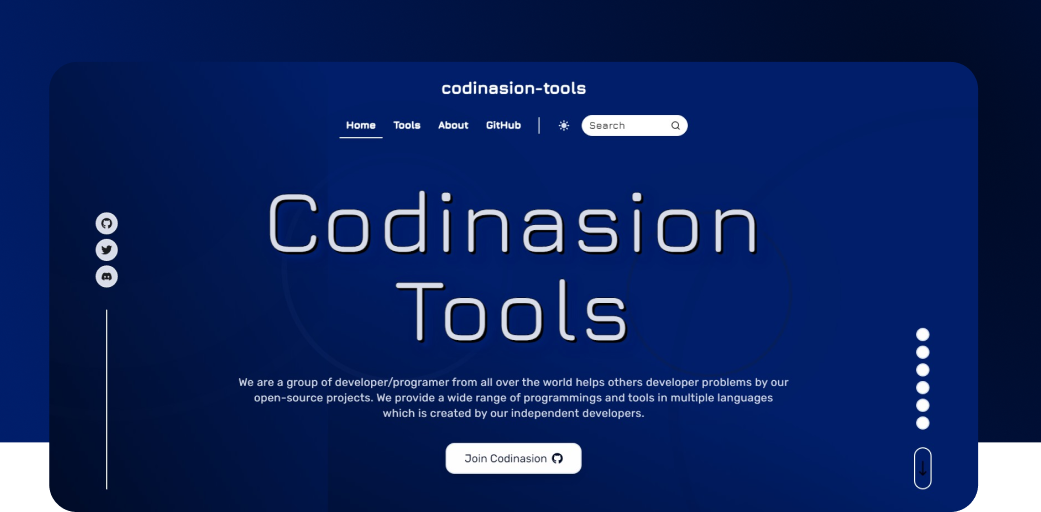 codinasion-tools
Home Tools About GitHub Search
Codinasion
Tools
We are a group of developer/programer from all over the world helps others developer problems by our
open-source projects. We provide a wide range of programmings and tools in multiple languages
which is created by our independent developers.
Join Codinasion